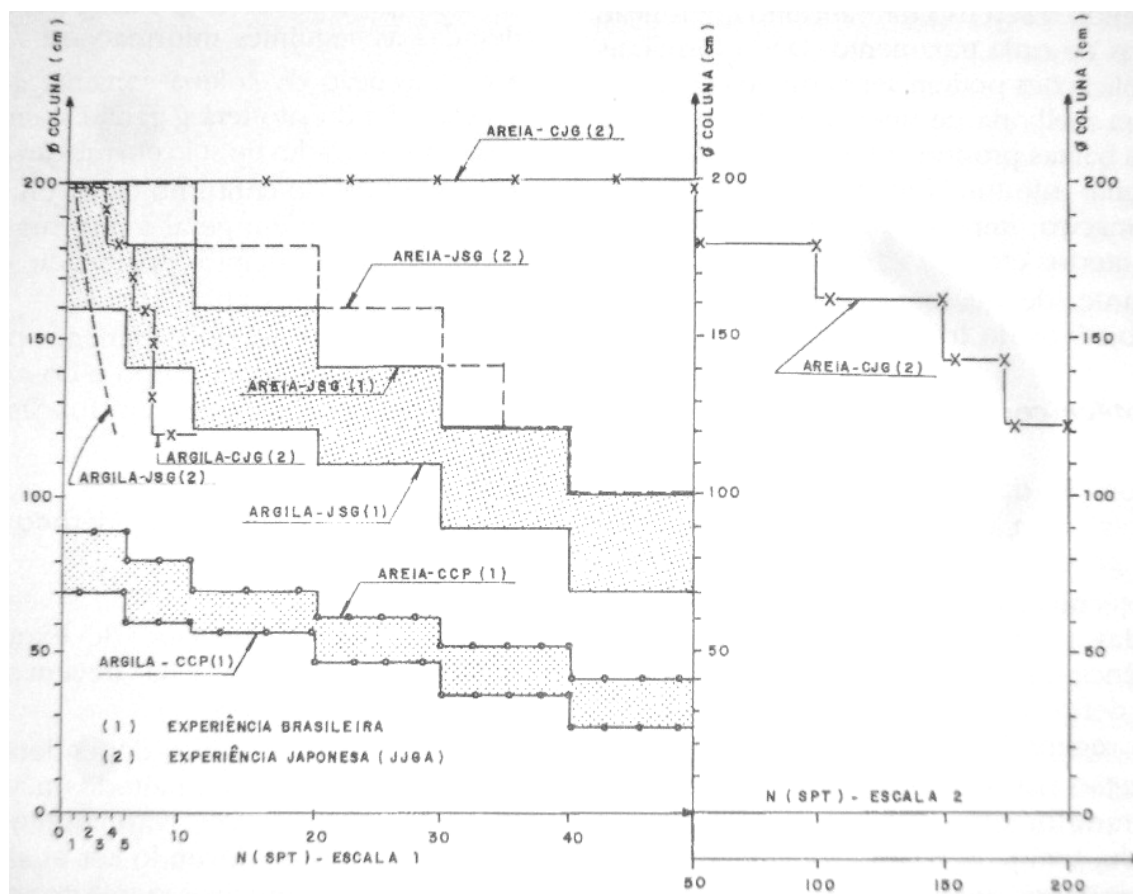 Ø COLUNA (cm)
Ø COLUNA (cm)
Ø COLUNA (cm)
AREIA-CJG(2)
200
200
200
AREIA-JSG (2)
150
150
150
AREIA-CJG(2)
AREIA-JSG(1)
ARGILA-CJG(2)
ARGILA-JSG(2)
100
100
100
ARGILA-JSG(1)
AREIA-CCP(1)
50
50
50
ARGILA - CCP(1)
(1) EXPERIÊNCIA BRASILEIRA
(2) EXPERIÊNCIA JAPONESA (JJGA)
0
0
N (SPT) - ESCALA 2
0 1 2 3 4 5 10 20 30 40 50 100 150 200
N(SPT) - ESCALA 1